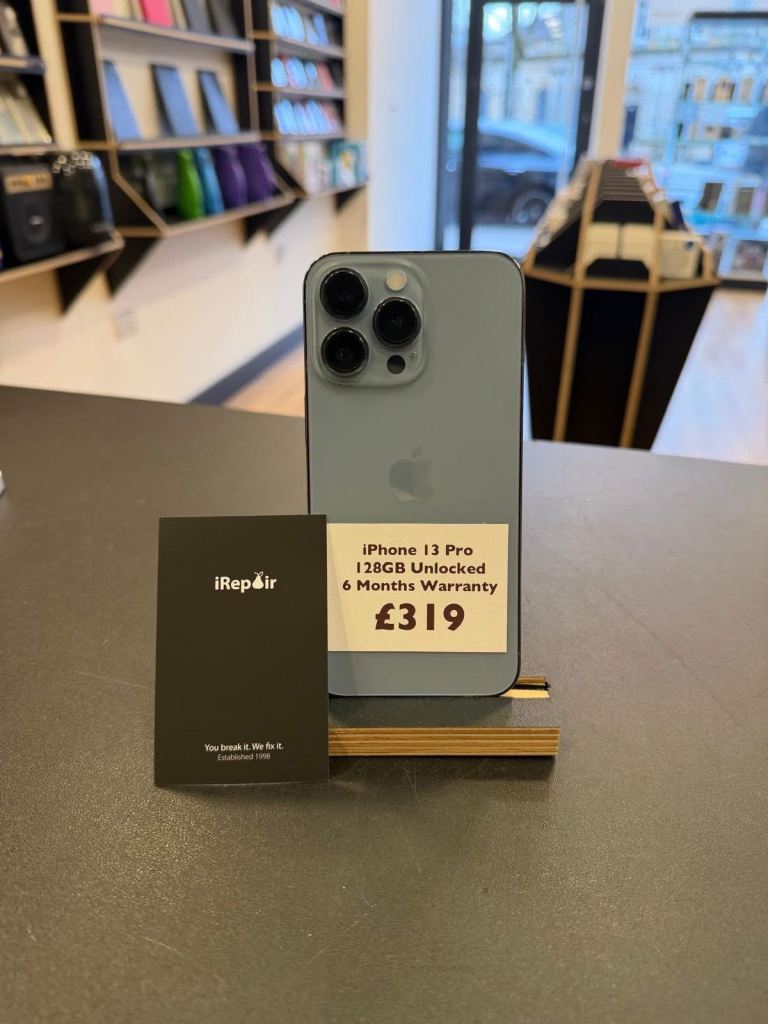 iRepair
You break it. We fix it.
Established 1998
iPhone 13 Pro
128GB Unlocked
6 Months Warranty
£319